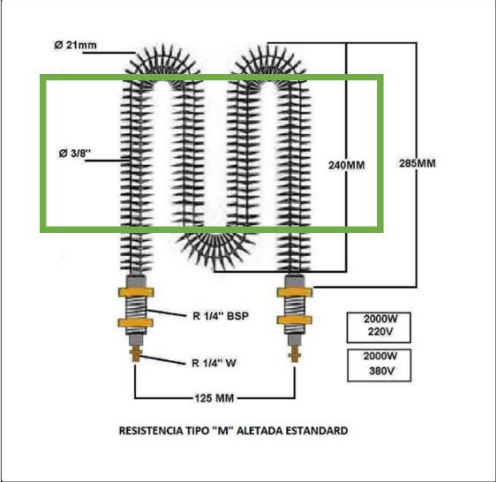 Ø 21mm
Ø 3/8"
240MM
285MM
R 1/4" BSP
2000W
220V
R 1/4" W
2000W
380V
125 MM
RESISTENCIA TIPO "M" ALETADA ESTANDARD